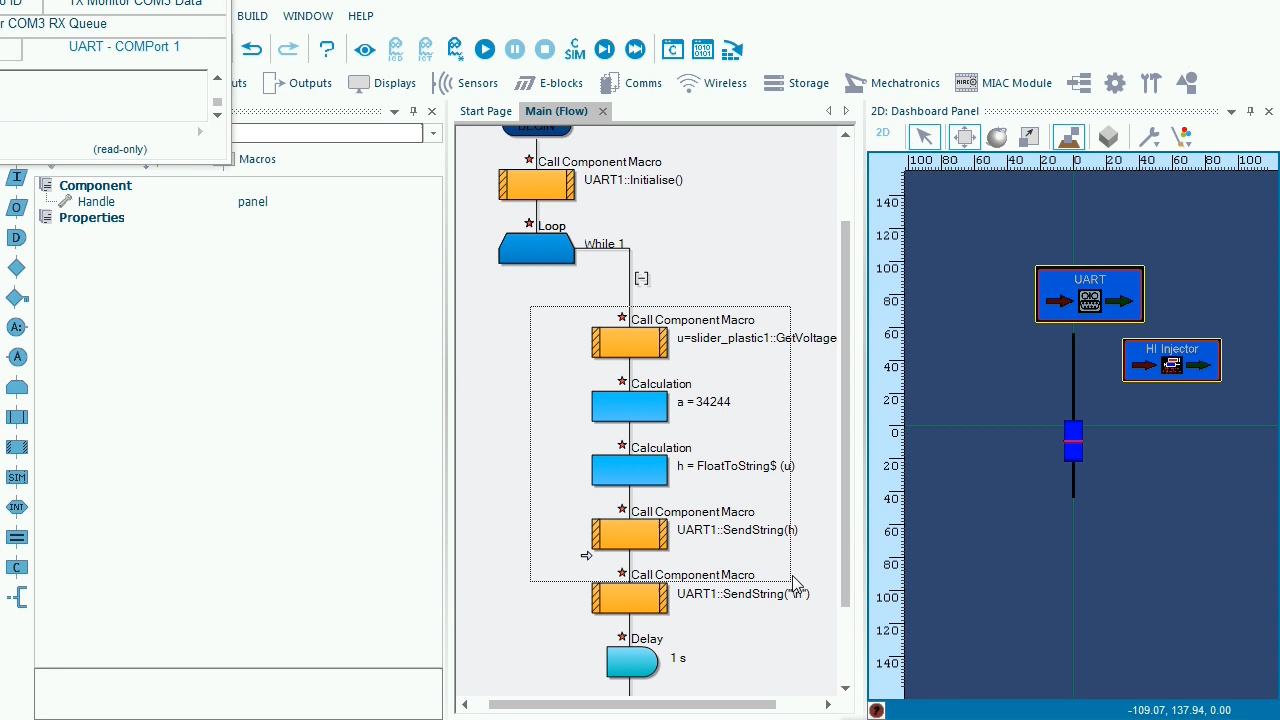 TX Monitor COM3 Data
COM3 RX Queue
UART - COMPort 1
(read-only)
BUILD WINDOW HELP
Outputs Displays Sensors E-blocks Comms Wireless Storage Mechatronics MIAC Module
Macros
Component
Handle panel
Properties
Start Page Main (Flow)
BEGIN
Call Component Macro
UART1::Initialise()
Loop
While 1
Call Component Macro
u=slider_plastic1::GetVoltage
Calculation
a = 34244
Calculation
h = FloatToString$ (u)
Call Component Macro
UART1::SendString(h)
Call Component Macro
UART1::SendString("\n")
Delay
1 s
2D: Dashboard Panel
2D
100 80 60 40 20 0 20 40 60 80 100
140
120
100
80
60
40
20
0
20
40
60
80
100
120
140
UART
HI Injector
-109.07, 137.94, 0.00
I
O
D
A:
A
SIM
INT
C
C
SIM